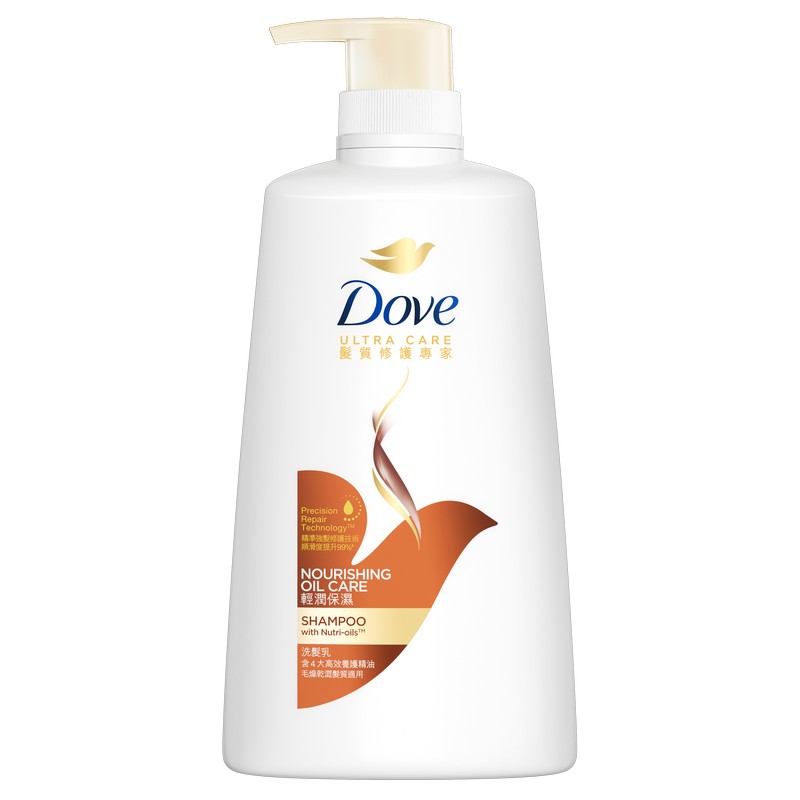 Dove
ULTRA CARE
髮質修護專家
Precision
Repair
Technology™
精準強髮修護技術
順滑度提升99%
NOURISHING
OIL CARE
輕潤保濕
SHAMPOO
with Nutri-oils™
洗髮乳
含4大高效養護精油
毛燥乾澀髮質適用